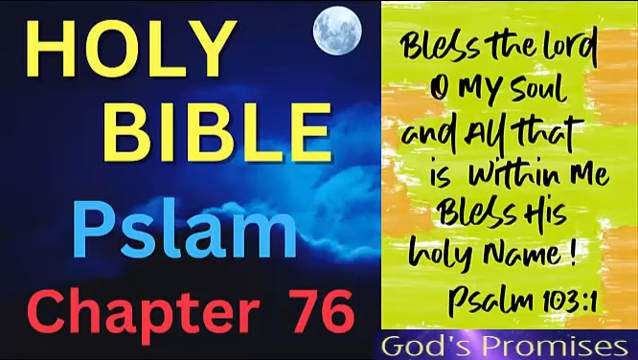 HOLY
BIBLE
Pslam
Chapter 76
Bless the lord
O MY Soul
and All that
is Within Me
Bless His
holy Name !
Psalm 103:1
God's Promises